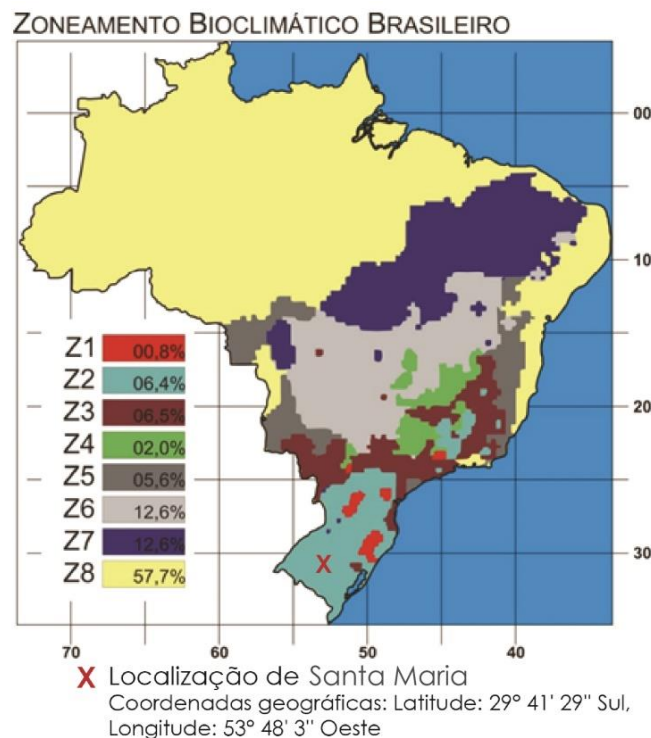 ZONEAMENTO BIOCLIMÁTICO BRASILEIRO
00
10
20
30
Z1 00,8%
Z2 06,4%
Z3 06,5%
Z4 02,0%
Z5 05,6%
Z6 12,6%
Z7 12,6%
Z8 57,7%
X
70 60 50 40
X Localização de Santa Maria
Coordenadas geográficas: Latitude: 29° 41' 29" Sul,
Longitude: 53° 48' 3" Oeste